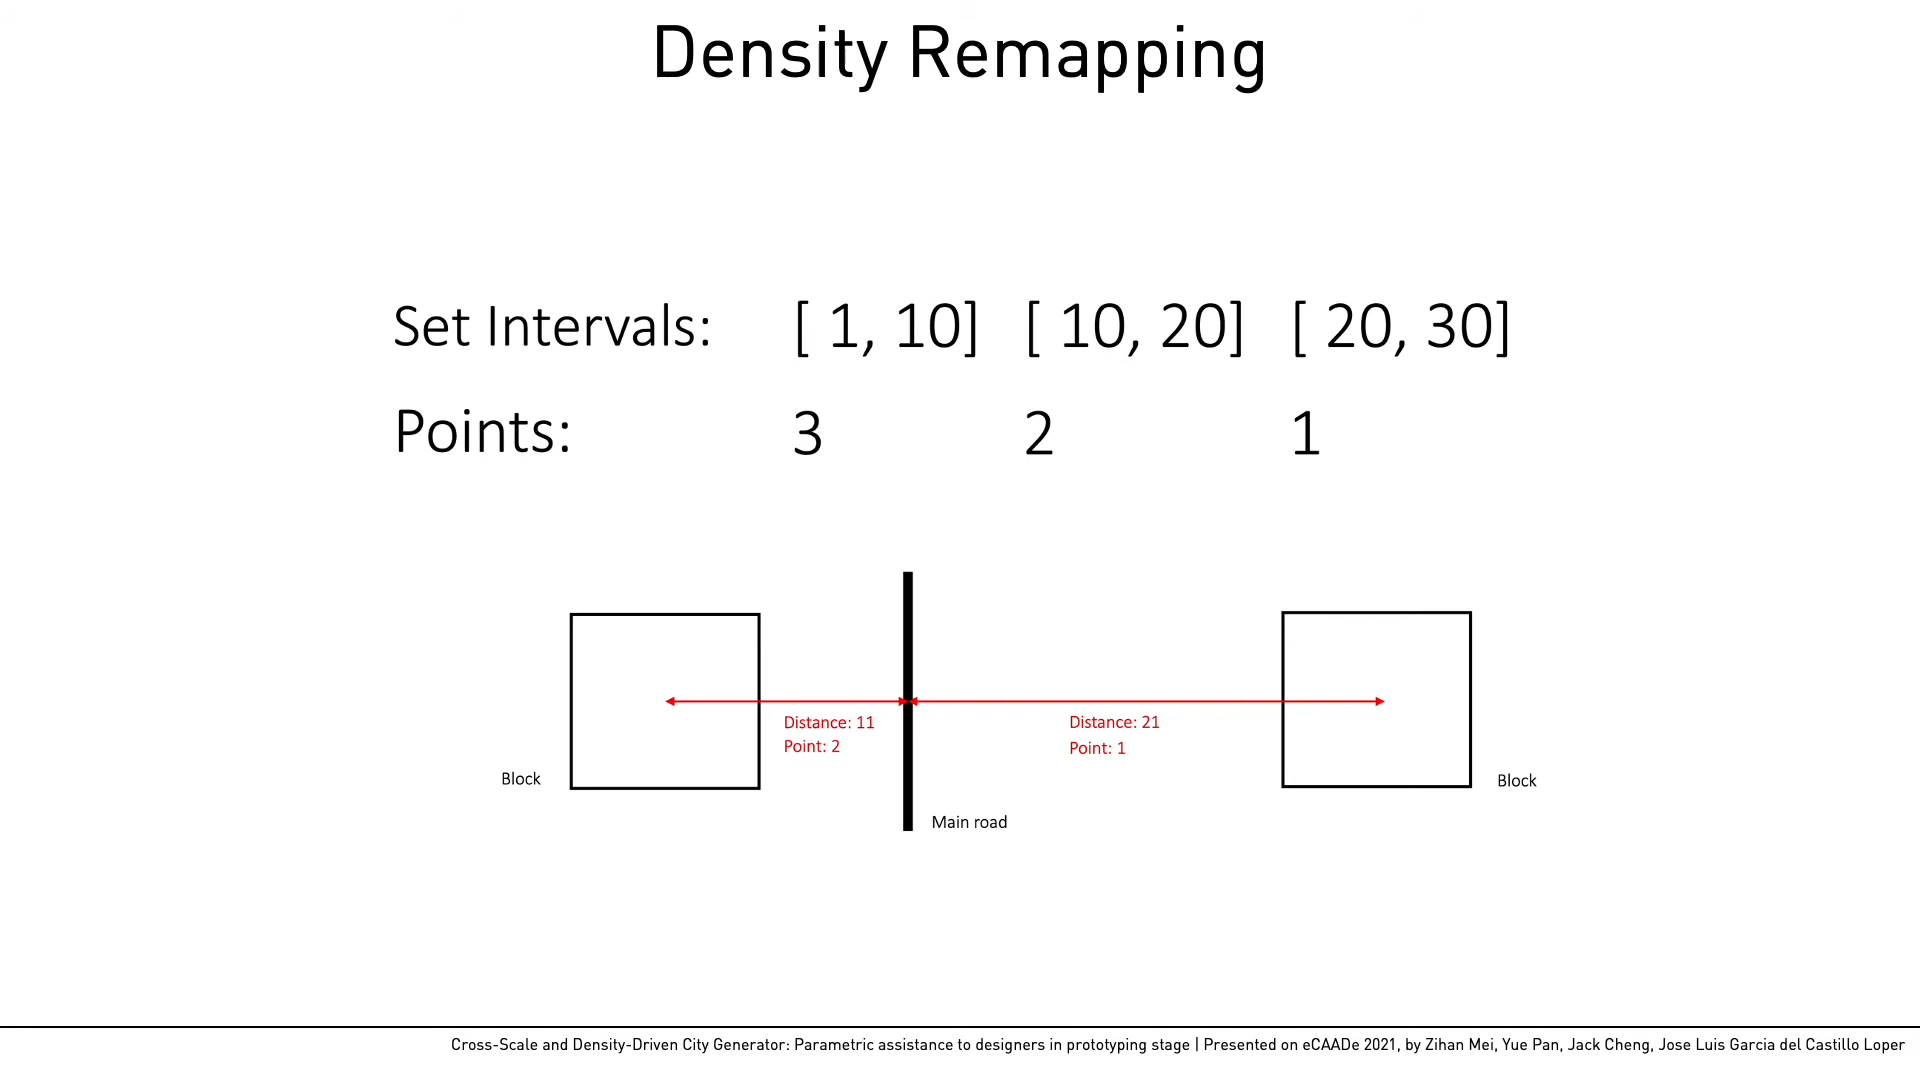 Density Remapping
Set Intervals: [ 1, 10] [ 10, 20] [ 20, 30]
Points: 3 2 1
Distance: 11
Point: 2
Distance: 21
Point: 1
Block
Block
Main road
Cross-Scale and Density-Driven City Generator: Parametric assistance to designers in prototyping stage | Presented on eCAADe 2021, by Zihan Mei, Yue Pan, Jack Cheng, Jose Luis Garcia del Castillo Loper